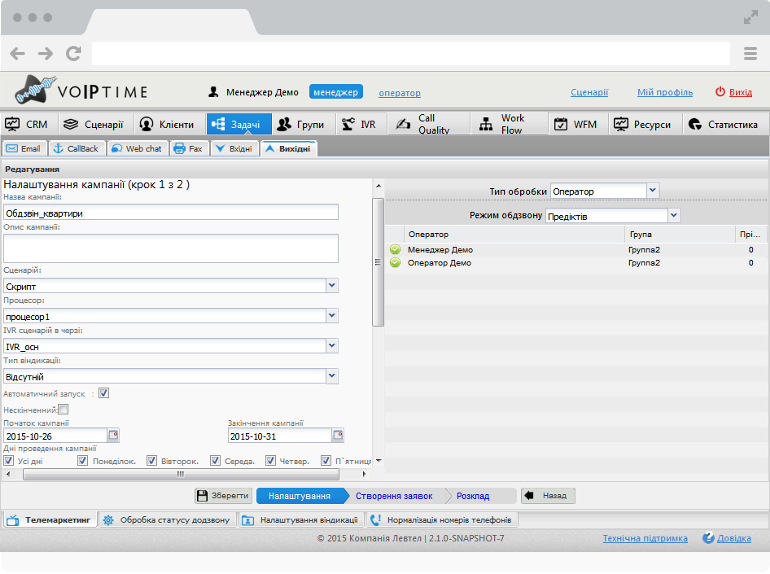 VOIPTIME
Менеджер Демо менеджер оператор Сценарії Мій профіль Вихід
CRM Сценарії Клієнти Задачі Групи IVR Call Quality Work Flow WFM Ресурси Статистика
Email CallBack Web chat Fax Вхідні Вихідні
Редагування
Налаштування кампанії (крок 1 з 2 )
Назва кампанії:
Обдзвін_квартири
Опис кампанії:
Сценарій:
Скрипт
Процесор:
процесор1
IVR сценарій в черзі:
IVR_осн
Тип віндикації:
Відсутній
Автоматичний запуск :
Нескінченний:
Початок кампанії Закінчення кампанії
2015-10-26 2015-10-31
Дні проведення кампанії
Усі дні Понеділок. Вівторок. Середа. Четвер. П`ятниця
Тип обробки Оператор
Режим обдзвону Предіктів
Оператор Група Прі...
Менеджер Демо Группа2 0
Оператор Демо Группа2 0
Зберегти Налаштування Створення заявок Розклад Назад
Телемаркетинг Обробка статусу додзвону Налаштування віндикації Нормалізація номерів телефонів
© 2015 Компанія Левтел | 2.1.0-SNAPSHOT-7 Технічна підтримка Довідка